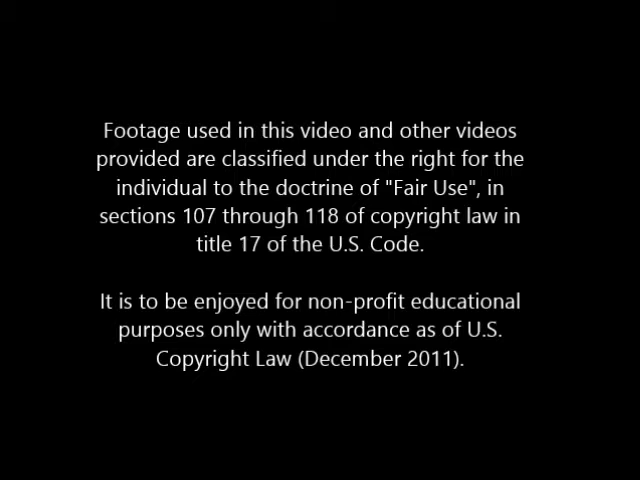 Footage used in this video and other videos
provided are classified under the right for the
individual to the doctrine of "Fair Use", in
sections 107 through 118 of copyright law in
title 17 of the U.S. Code.
It is to be enjoyed for non-profit educational
purposes only with accordance as of U.S.
Copyright Law (December 2011).